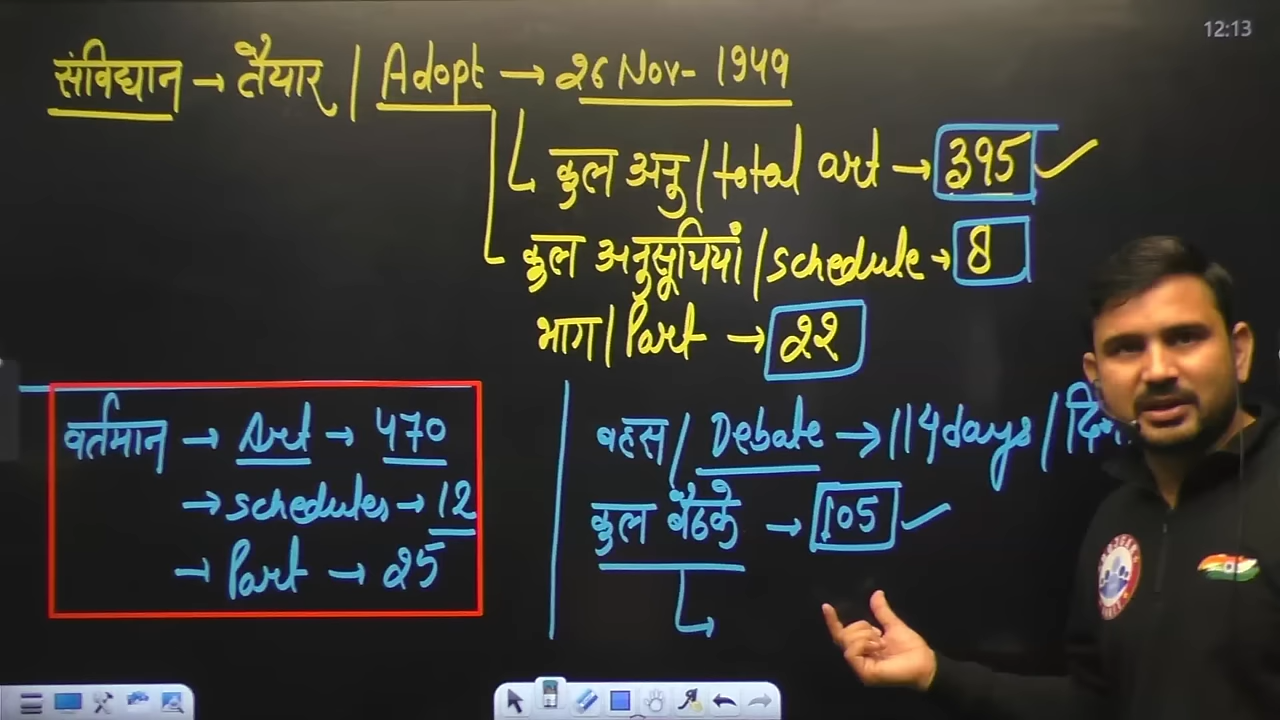 12:13
संविद्यान → तैयार / Adopt → 26 Nov- 1949
कुल अनु / total art → 395 ✓
कुल अनुसूचियां / schedule → 8
भाग / Part → 22
वर्तमान → Art → 470
→ schedules → 12
→ Part → 25
बहस / Debate → 114 days /
कुल बैठके → 105 ✓